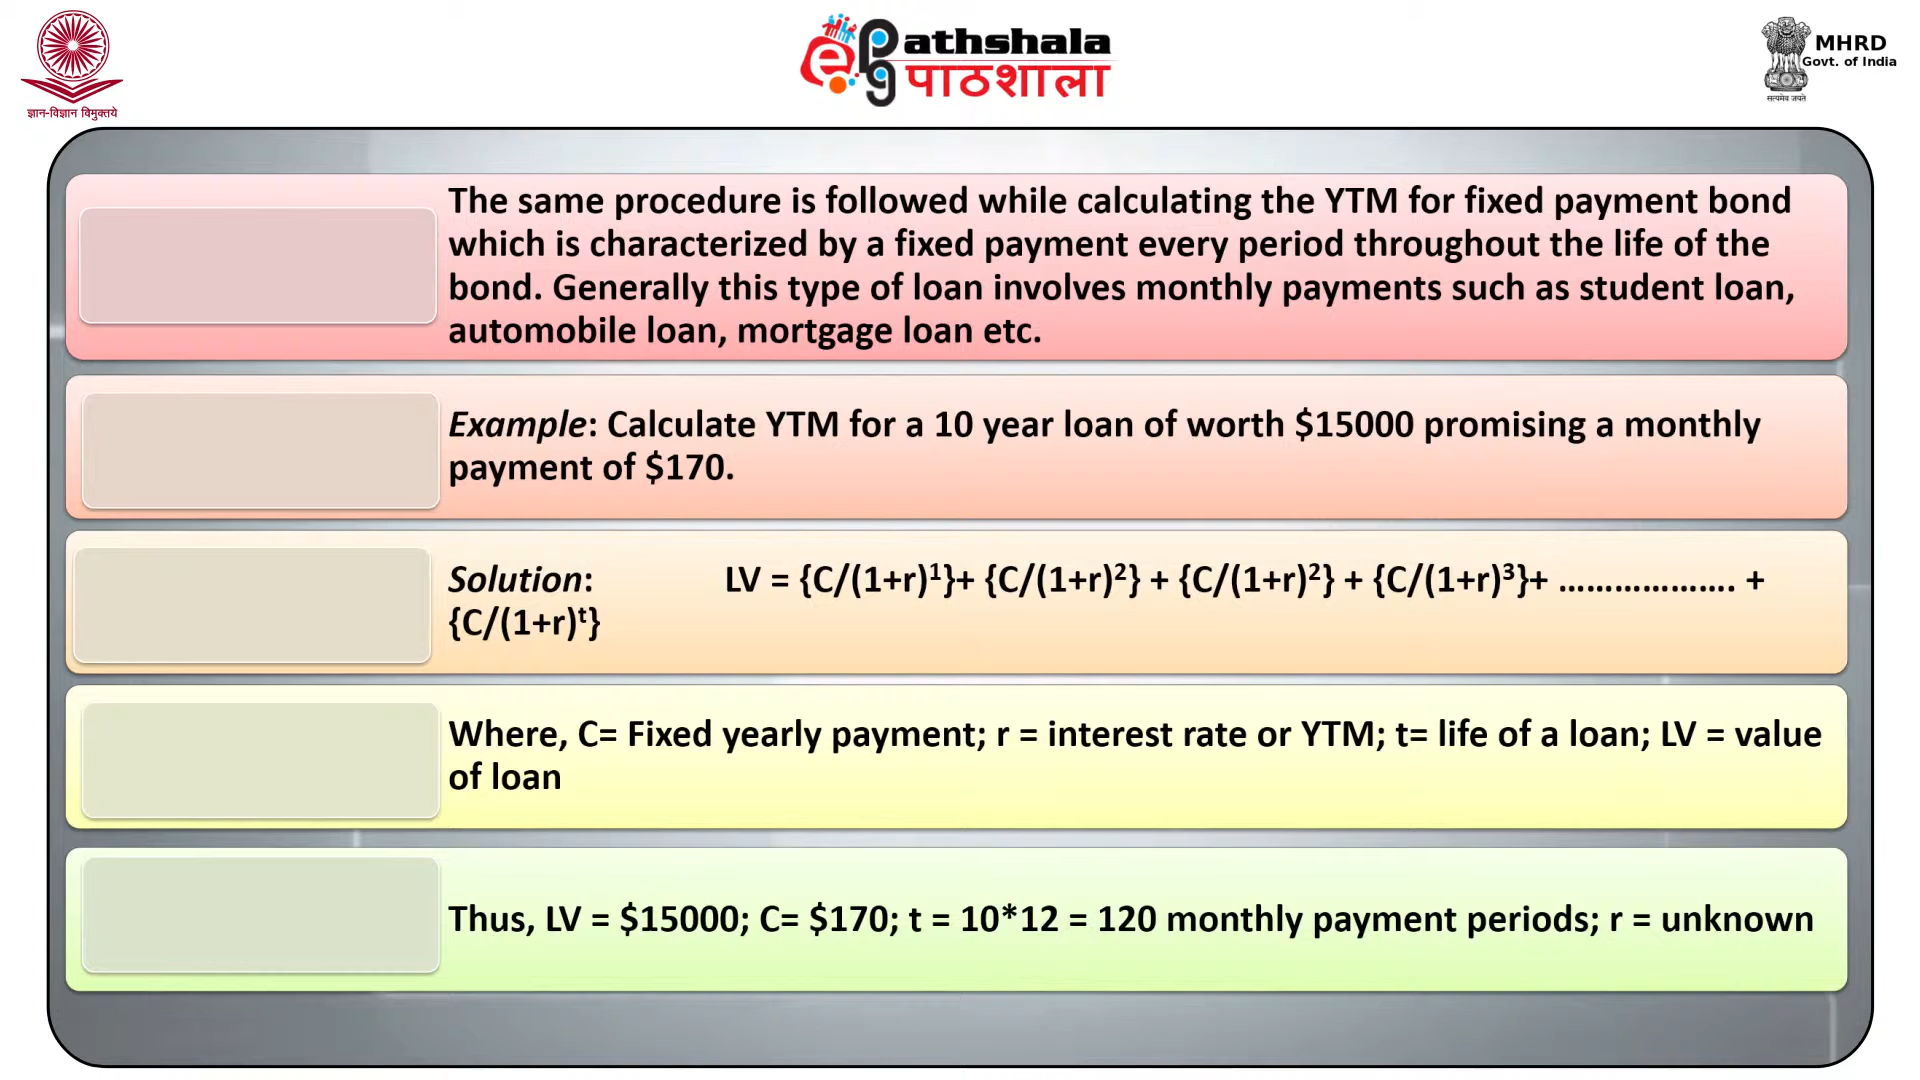 ज्ञान-विज्ञान विमुक्तये
ePg athshala
पाठशाला
MHRD
Govt. of India
सत्यमेव जयते
The same procedure is followed while calculating the YTM for fixed payment bond
which is characterized by a fixed payment every period throughout the life of the
bond. Generally this type of loan involves monthly payments such as student loan,
automobile loan, mortgage loan etc.
Example: Calculate YTM for a 10 year loan of worth $15000 promising a monthly
payment of $170.
Solution: LV = {C/(1+r)¹}+ {C/(1+r)²} + {C/(1+r)²} + {C/(1+r)³}+ ………………. +
{C/(1+r)ᵗ}
Where, C= Fixed yearly payment; r = interest rate or YTM; t= life of a loan; LV = value
of loan
Thus, LV = $15000; C= $170; t = 10*12 = 120 monthly payment periods; r = unknown